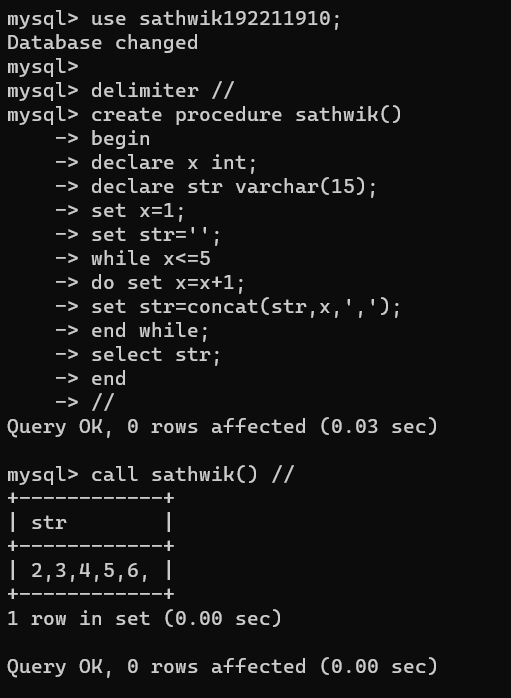 mysql> use sathwik192211910;
Database changed
mysql>
mysql> delimiter //
mysql> create procedure sathwik()
    -> begin
    -> declare x int;
    -> declare str varchar(15);
    -> set x=1;
    -> set str='';
    -> while x<=5
    -> do set x=x+1;
    -> set str=concat(str,x,',');
    -> end while;
    -> select str;
    -> end
    -> //
Query OK, 0 rows affected (0.03 sec)

mysql> call sathwik() //
+------------+
| str        |
+------------+
| 2,3,4,5,6, |
+------------+
1 row in set (0.00 sec)

Query OK, 0 rows affected (0.00 sec)